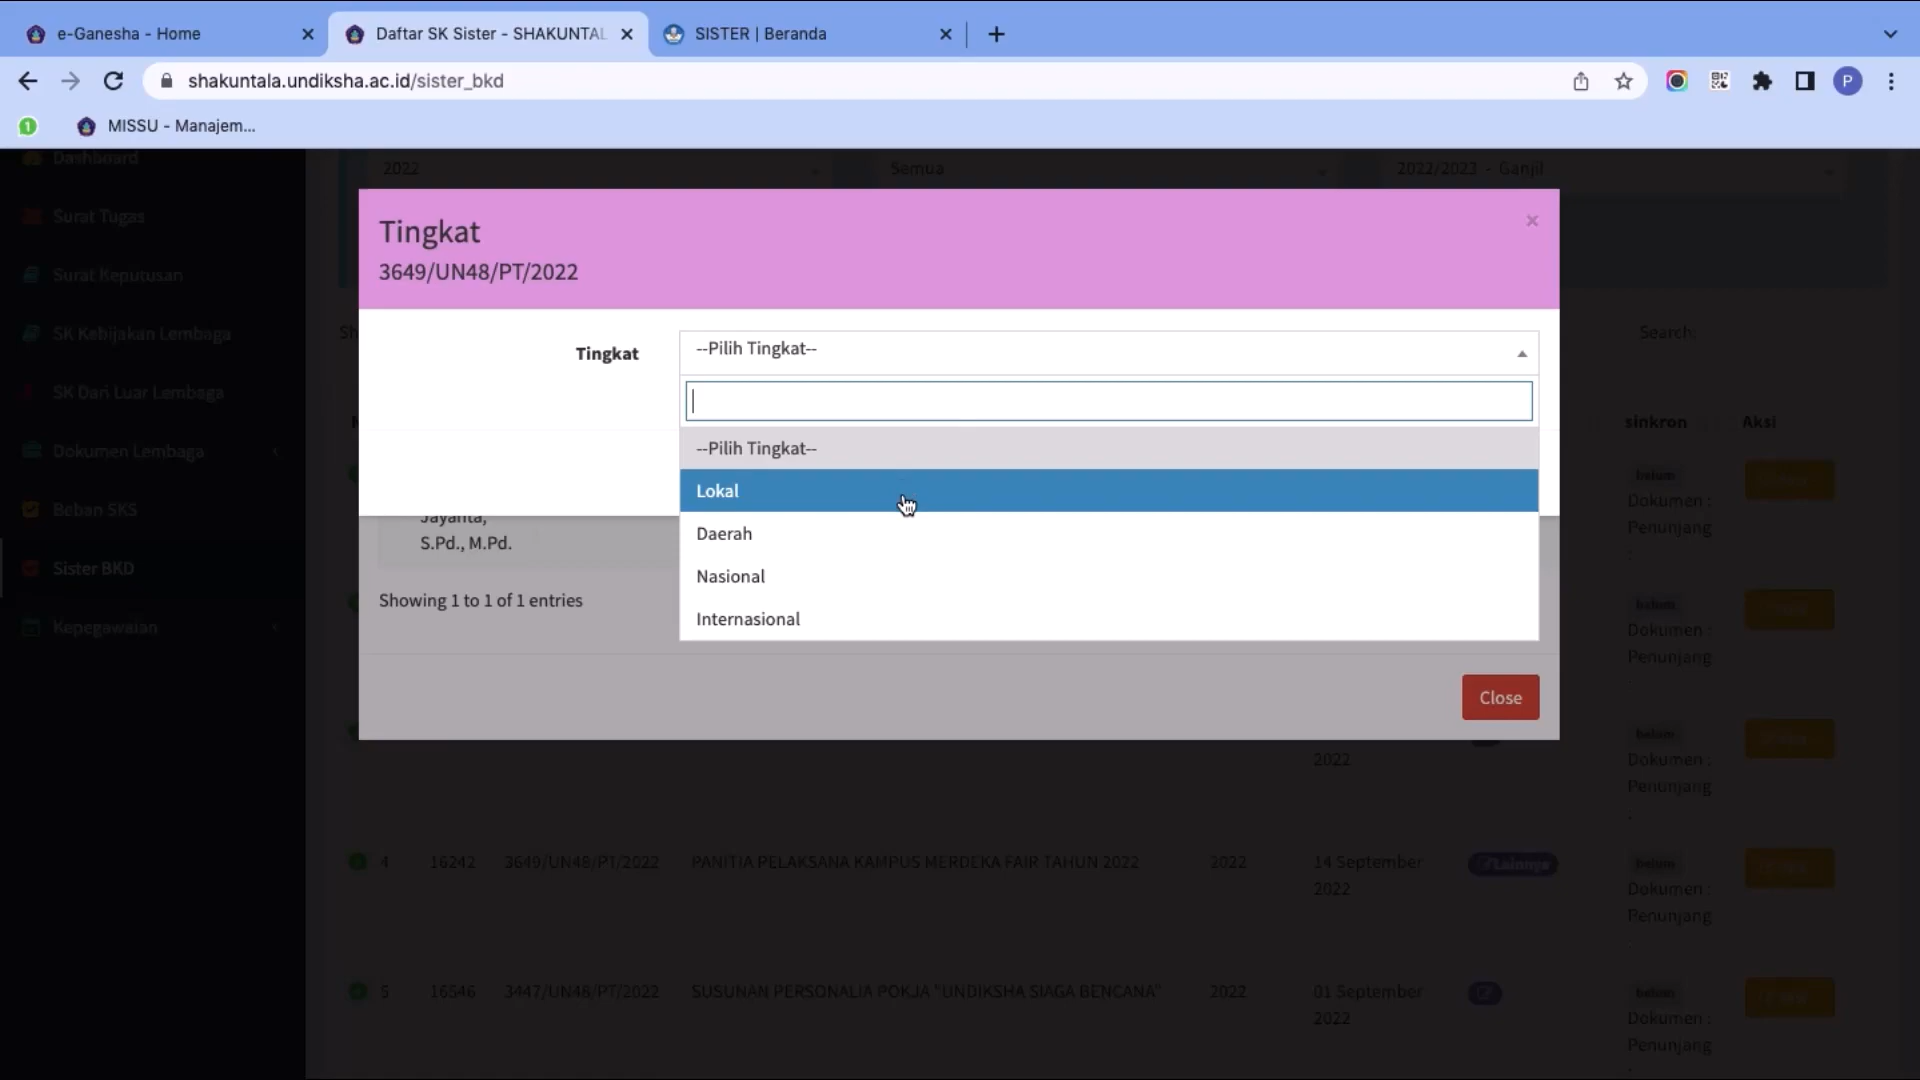 e-Ganesha - Home
Daftar SK Sister - SHAKUNTAL
SISTER | Beranda
shakuntala.undiksha.ac.id/sister_bkd
P
1
MISSU - Manajem...
Dashboard
2022
Semua
2022/2023 - Ganjil
Surat Tugas
Surat Keputusan
SK Kebijakan Lembaga
SK Dari Luar Lembaga
Dokumen Lembaga
Beban SKS
Sister BKD
Kepegawaian
Tingkat
3649/UN48/PT/2022
Tingkat
--Pilih Tingkat--
--Pilih Tingkat--
Lokal
Daerah
Nasional
Internasional
Jayanta,
S.Pd., M.Pd.
Showing 1 to 1 of 1 entries
Close
Search:
sinkron Aksi
belum
Dokumen :
Penunjang
belum
Dokumen :
Penunjang
belum
2022
Dokumen :
Penunjang
4 16242 3649/UN48/PT/2022 PANITIA PELAKSANA KAMPUS MERDEKA FAIR TAHUN 2022 2022 14 September Lainnya belum
2022
Dokumen :
Penunjang
5 16546 3447/UN48/PT/2022 SUSUNAN PERSONALIA POKJA "UNDIKSHA SIAGA BENCANA" 2022 01 September belum
2022
Dokumen :
Penunjang